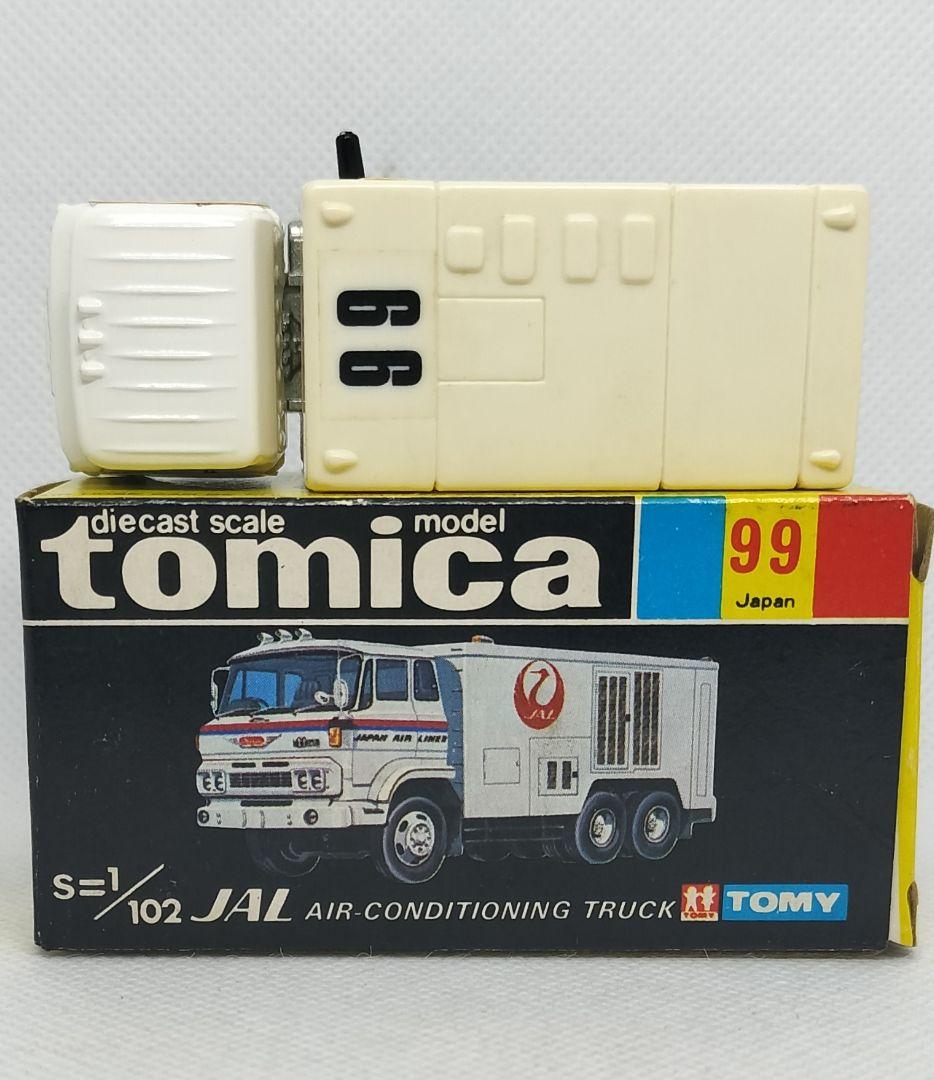 66
diecast scale model
tomica
99
Japan
JAL
JAPAN AIR LINES
S=1/102 JAL AIR-CONDITIONING TRUCK TOMY TOMY